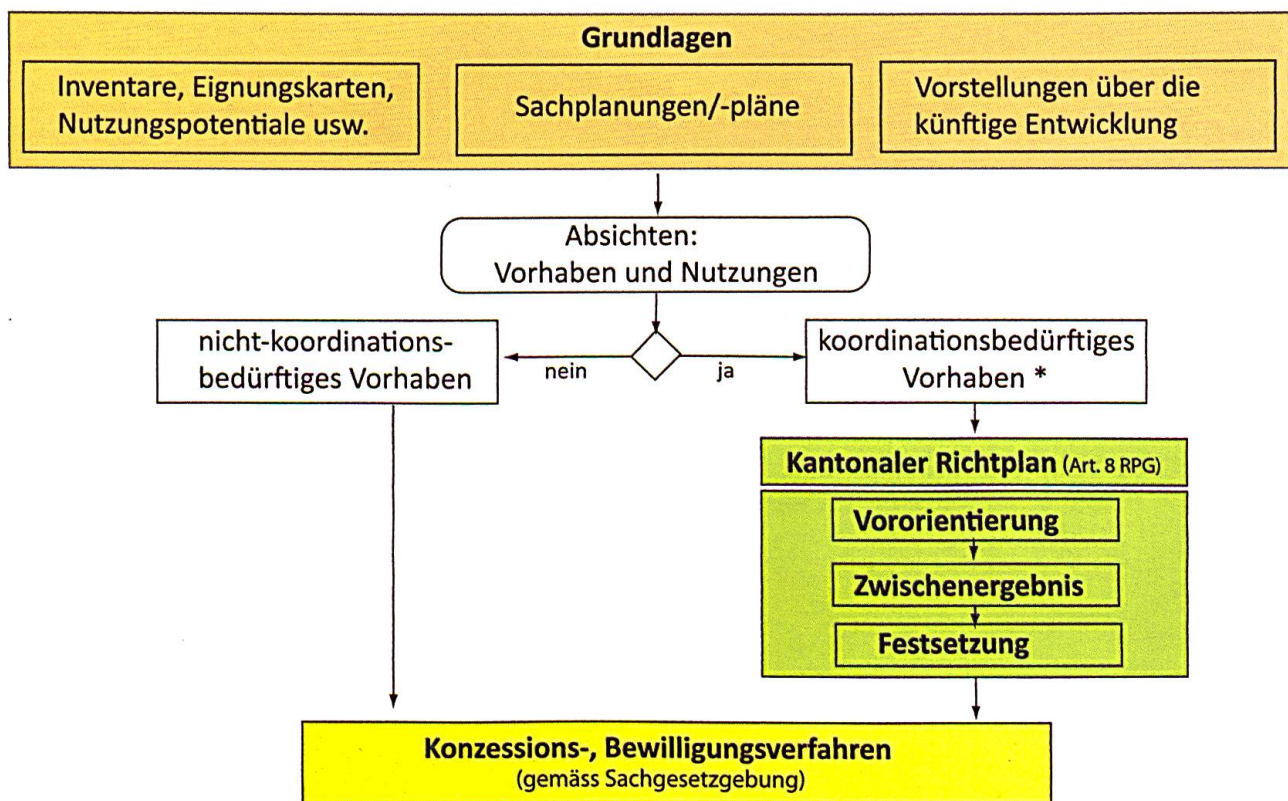 Grundlagen
Inventare, Eignungskarten,
Nutzungspotentiale usw.
Sachplanungen/-pläne
Vorstellungen über die
künftige Entwicklung
Absichten:
Vorhaben und Nutzungen
nicht-koordinations-
bedürftiges Vorhaben
nein
ja
koordinationsbedürftiges
Vorhaben *
Kantonaler Richtplan (Art. 8 RPG)
Vororientierung
Zwischenergebnis
Festsetzung
Konzessions-, Bewilligungsverfahren
(gemäss Sachgesetzgebung)